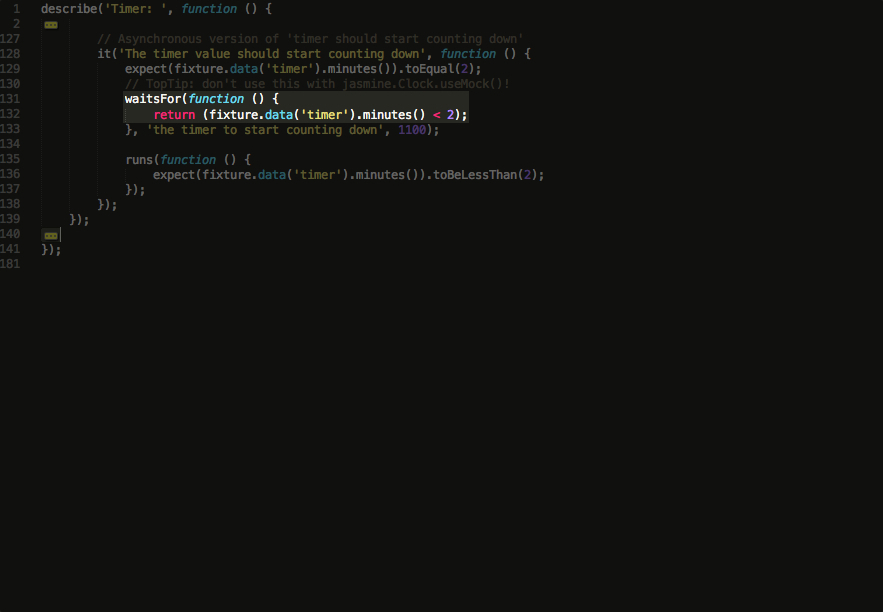 1 describe('Timer: ', function () {
2
127 // Asynchronous version of 'timer should start counting down'
128 it('The timer value should start counting down', function () {
129 expect(fixture.data('timer').minutes()).toEqual(2);
130 // TopTip: don't use this with jasmine.Clock.useMock()!
131 waitsFor(function () {
132 return (fixture.data('timer').minutes() < 2);
133 }, 'the timer to start counting down', 1100);
134
135 runs(function () {
136 expect(fixture.data('timer').minutes()).toBeLessThan(2);
137 });
138 });
139 });
140
141 });
181